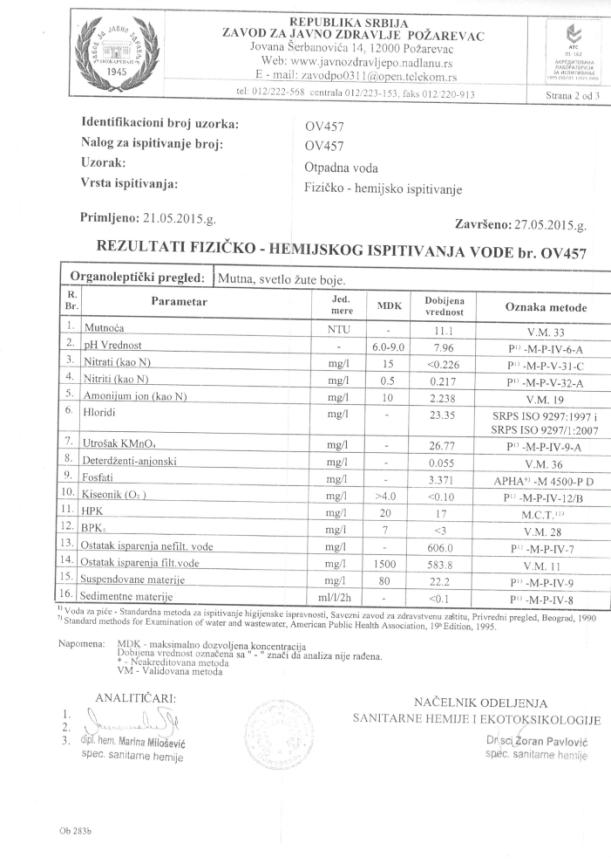 REPUBLIKA SRBIJA
ZAVOD ZA JAVNO ZDRAVLJE POŽAREVAC
Jovana Šerbanovića 14, 12000 Požarevac
Web: www.javnozdravljepo.nadlanu.rs
E - mail: zavodpo0311@open.telekom.rs
tel: 012/222-568 centrala 012/223-153, faks 012/220-913
1945
ATC
01-162
АКРЕДИТОВАНА
ЛАБОРАТОРИЈА
ЗА ИСПИТИВАЊЕ
Strana 2 od 3
Identifikacioni broj uzorka: OV457
Nalog za ispitivanje broj: OV457
Uzorak: Otpadna voda
Vrsta ispitivanja: Fizičko - hemijsko ispitivanje
Primljeno: 21.05.2015.g. Završeno: 27.05.2015.g.
REZULTATI FIZIČKO - HEMIJSKOG ISPITIVANJA VODE br. OV457
Organoleptički pregled: Mutna, svetlo žute boje.
R. Br. Parametar Jed. mere MDK Dobijena vrednost Oznaka metode
1. Mutnoća NTU - 11.1 V.M. 33
2. pH Vrednost - 6.0-9.0 7.96 P¹⁾ -M-P-IV-6-A
3. Nitrati (kao N) mg/l 15 <0.226 P¹⁾ -M-P-V-31-C
4. Nitriti (kao N) mg/l 0.5 0.217 P¹⁾ -M-P-V-32-A
5. Amonijum jon (kao N) mg/l 10 2.238 V.M. 19
6. Hloridi mg/l - 23.35 SRPS ISO 9297:1997 i
SRPS ISO 9297/1:2007
7. Utrošak KMnO₄ mg/l - 26.77 P¹⁾ -M-P-IV-9-A
8. Deterdženti-anjonski mg/l - 0.055 V.M. 36
9. Fosfati mg/l - 3.371 APHA*⁾ -M 4500-P D
10. Kiseonik (O₂ ) mg/l >4.0 <0.10 P¹⁾ -M-P-IV-12/B
11. HPK mg/l 20 17 M.C.T.
12. BPK₅ mg/l 7 <3 V.M. 28
13. Ostatak isparenja nefilt. vode mg/l - 606.0 P¹⁾ -M-P-IV-7
14. Ostatak isparenja filt.vode mg/l 1500 583.8 V.M. 11
15. Suspendovane materije mg/l 80 22.2 P¹⁾ -M-P-IV-9
16. Sedimentne materije ml/l/2h - <0.1 P¹⁾ -M-P-IV-8
¹⁾ Voda za piće - Standardna metoda za ispitivanje higijenske ispravnosti, Savezni zavod za zdravstvenu zaštitu, Privredni pregled, Beograd, 1990
⁷⁾ Standard methods for Examination of water and wastewater, American Public Health Association, 19ᵗʰ Edition, 1995.
Napomena: MDK - maksimalno dozvoljena koncentracija
Dobijena vrednost označena sa " - " znači da analiza nije rađena.
* - Neakreditovana metoda
VM - Validovana metoda
ANALITIČARI:
1.
2.
3. dipl. hem. Marina Milošević
spec. sanitarne hemije
NAČELNIK ODELJENJA
SANITARNE HEMIJE I EKOTOKSIKOLOGIJE
Dr sci Zoran Pavlović
spec. sanitarne hemije
Ob 283b